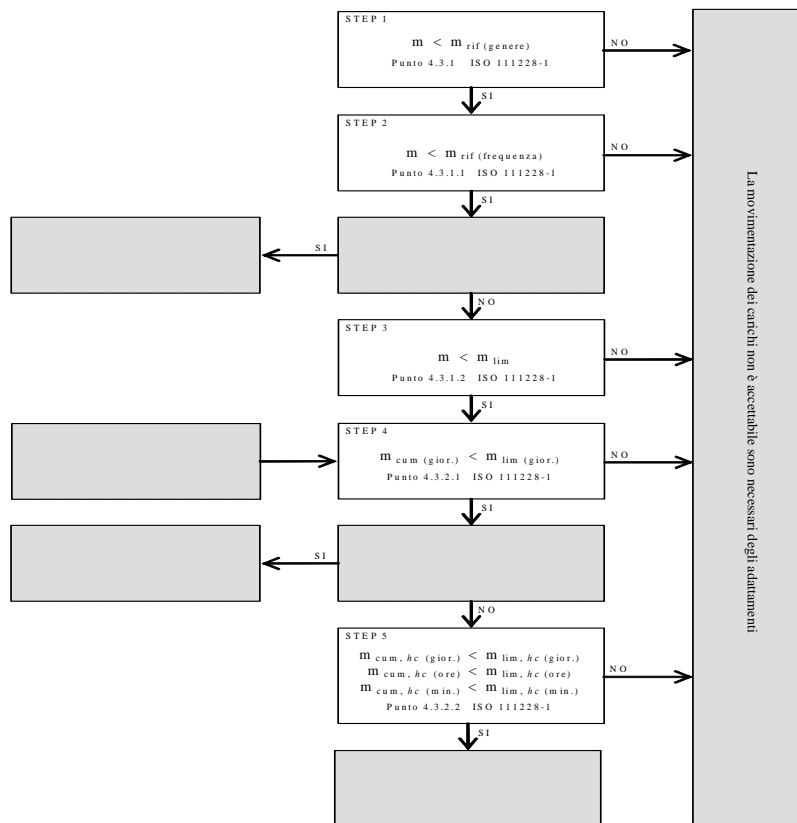 STEP 1
m < m rif (genere)
Punto 4.3.1 ISO 111228-1
NO
SI
STEP 2
m < m rif (frequenza)
Punto 4.3.1.1 ISO 111228-1
NO
SI
SI
NO
STEP 3
m < m lim
Punto 4.3.1.2 ISO 111228-1
NO
SI
STEP 4
m cum (gior.) < m lim (gior.)
Punto 4.3.2.1 ISO 111228-1
NO
SI
SI
NO
STEP 5
m cum, hc (gior.) < m lim, hc (gior.)
m cum, hc (ore) < m lim, hc (ore)
m cum, hc (min.) < m lim, hc (min.)
Punto 4.3.2.2 ISO 111228-1
NO
SI
La movimentazione dei carichi non è accettabile sono necessari degli adattamenti